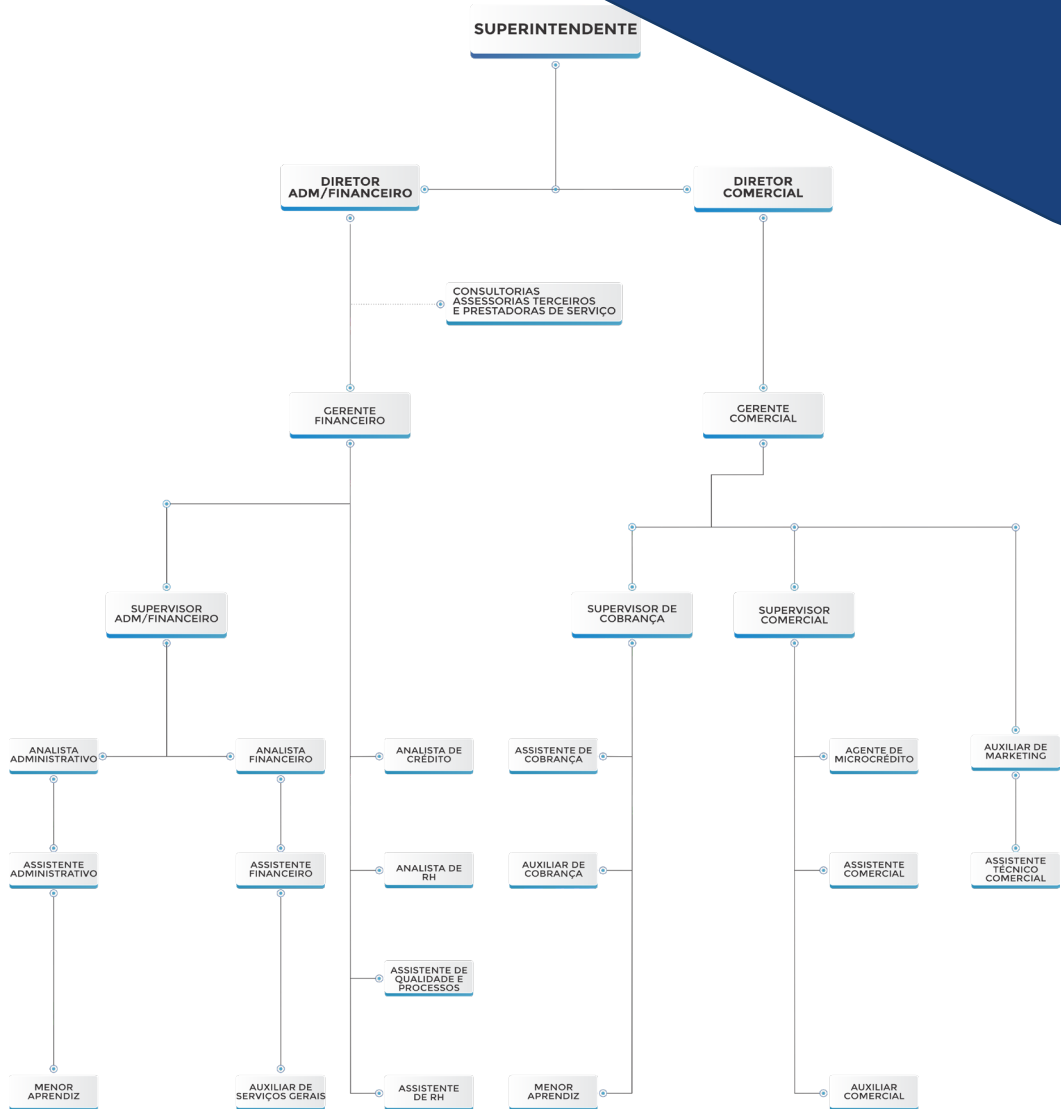 SUPERINTENDENTE
DIRETOR
ADM/FINANCEIRO
DIRETOR
COMERCIAL
CONSULTORIAS
ASSESSORIAS TERCEIROS
E PRESTADORAS DE SERVIÇO
GERENTE
FINANCEIRO
GERENTE
COMERCIAL
SUPERVISOR
ADM/FINANCEIRO
SUPERVISOR DE
COBRANÇA
SUPERVISOR
COMERCIAL
ANALISTA
ADMINISTRATIVO
ANALISTA
FINANCEIRO
ANALISTA DE
CRÉDITO
ASSISTENTE DE
COBRANÇA
AGENTE DE
MICROCRÉDITO
AUXILIAR DE
MARKETING
ASSISTENTE
ADMINISTRATIVO
ASSISTENTE
FINANCEIRO
ANALISTA DE
RH
AUXILIAR DE
COBRANÇA
ASSISTENTE
COMERCIAL
ASSISTENTE
TÉCNICO
COMERCIAL
ASSISTENTE DE
QUALIDADE E
PROCESSOS
MENOR
APRENDIZ
AUXILIAR DE
SERVIÇOS GERAIS
ASSISTENTE
DE RH
MENOR
APRENDIZ
AUXILIAR
COMERCIAL